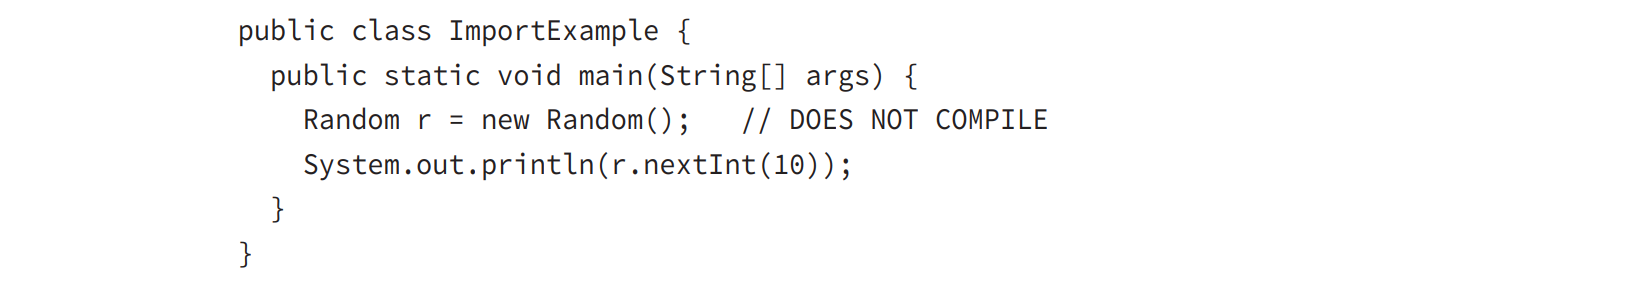 public class ImportExample {
  public static void main(String[] args) {
    Random r = new Random();   // DOES NOT COMPILE
    System.out.println(r.nextInt(10));
  }
}